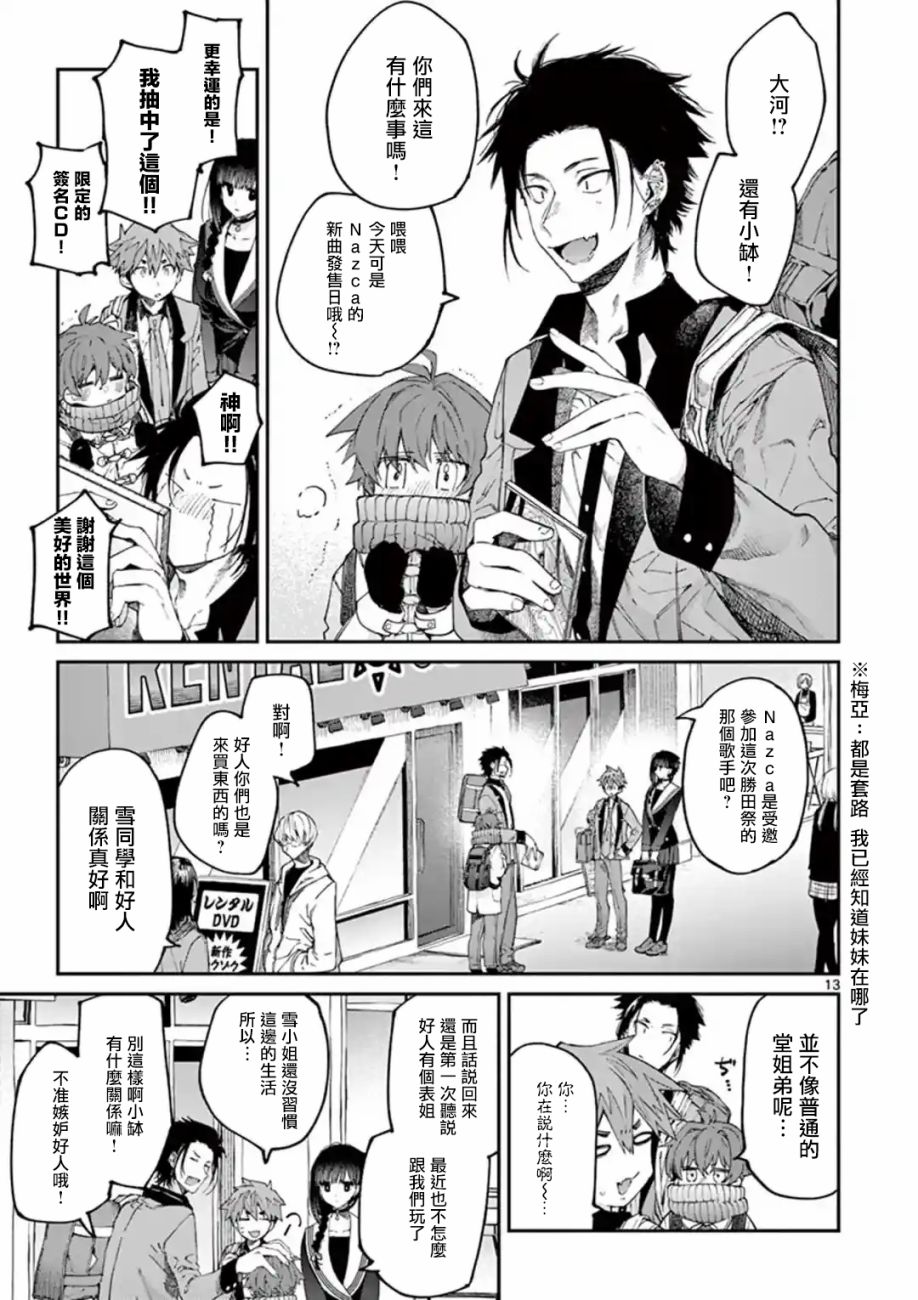 大河!?
還有小缽！
你們來這
有什麼事嗎！
喂喂
今天可是
Nazcaの
新曲發售日哦～!?
更幸運的是！
我抽中了這個!!
限定的
簽名CD！
神啊!!
謝謝這個
美好的世界!!
※梅亞：都是套路 我已經知道妹妹在哪了
RENTAL
Nazca是受邀
參加這次勝田祭的
那個歌手吧？
對啊！
好人你們也是
來買東西的嗎？
雪同學和好人
關係真好啊
レンタル
DVD
新作
ゾクゾク
13
並不像普通的
堂姐弟呢…
ぢ…
你…
你在說什麼啊～…
而且話說回來
還是第一次聽說
好人有個表姐
最近也不怎麼
跟我們玩了
雪小姐還沒習慣
這邊的生活
所以…
別這樣啊小缽
有什麼關係嘛！
不准嫉妒好人哦！